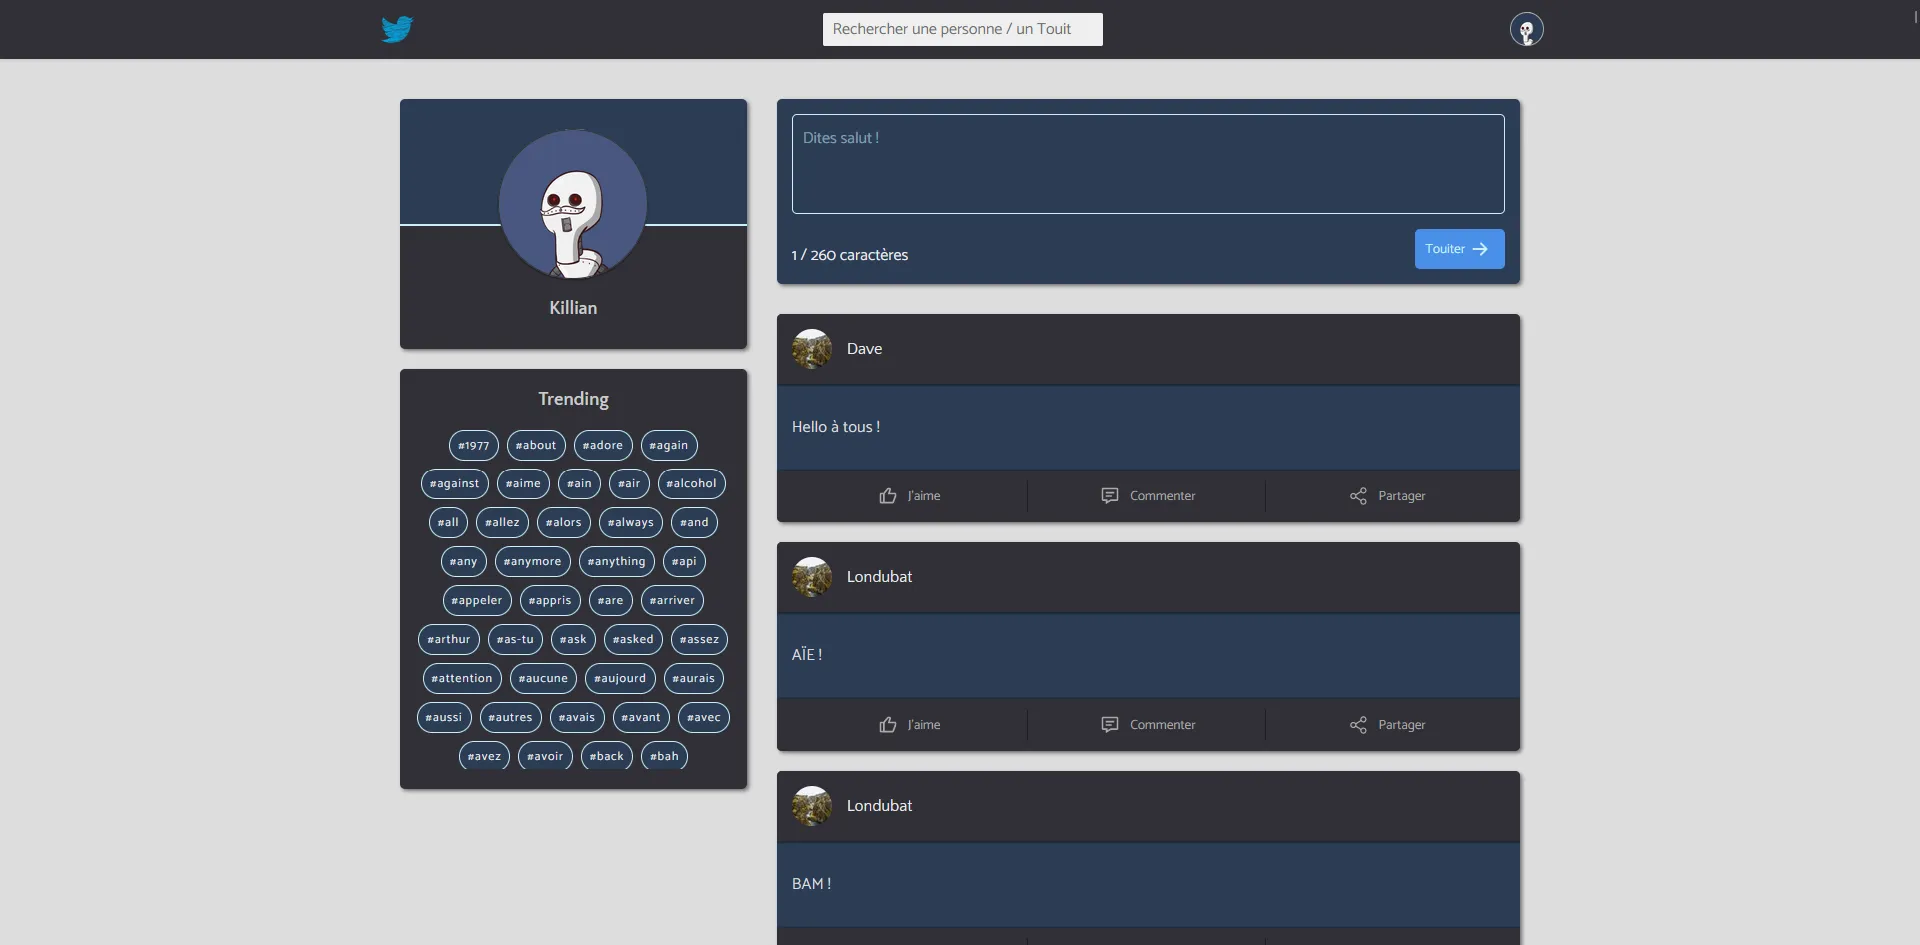 Rechercher une personne / un Touit
Killian
Trending
#1977 #about #adore #again
#against #aime #ain #air #alcohol
#all #allez #alors #always #and
#any #anymore #anything #api
#appeler #appris #are #arriver
#arthur #as-tu #ask #asked #assez
#attention #aucune #aujourd #aurais
#aussi #autres #avais #avant #avec
#avez #avoir #back #bah
Dites salut !
1 / 260 caractères
Touiter
Dave
Hello à tous !
J'aime Commenter Partager
Londubat
AÏE !
J'aime Commenter Partager
Londubat
BAM !